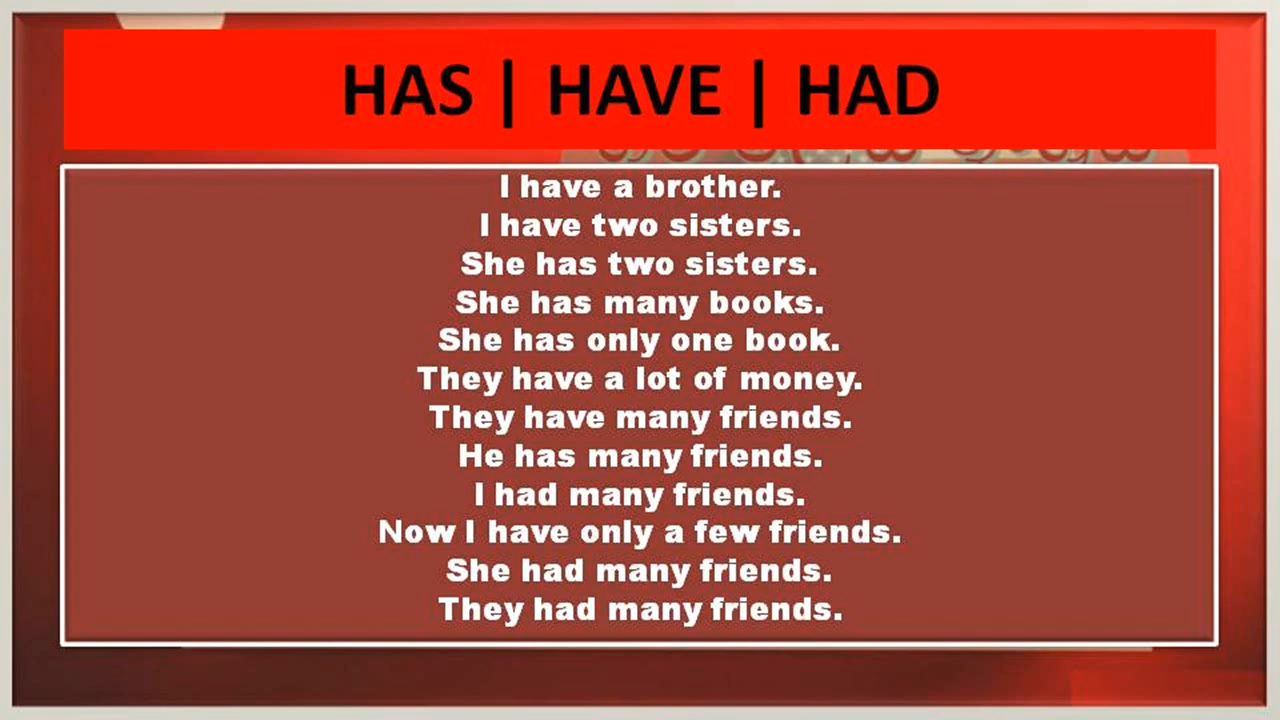 HAS | HAVE | HAD
I have a brother.
I have two sisters.
She has two sisters.
She has many books.
She has only one book.
They have a lot of money.
They have many friends.
He has many friends.
I had many friends.
Now I have only a few friends.
She had many friends.
They had many friends.